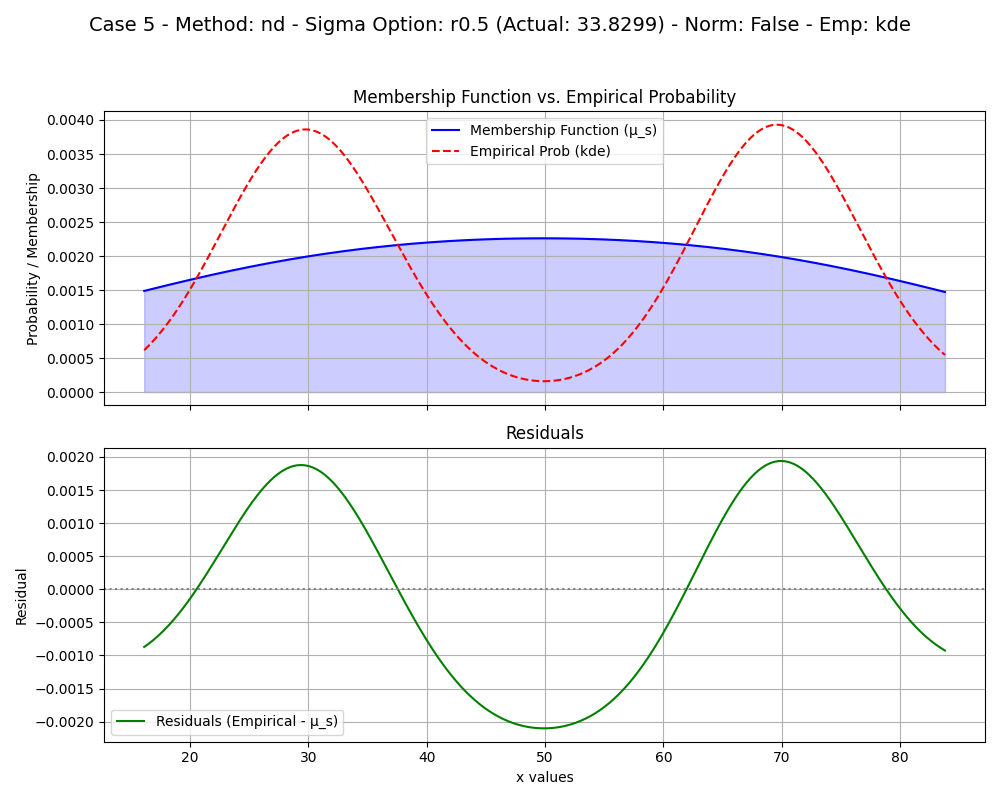 Case 5 - Method: nd - Sigma Option: r0.5 (Actual: 33.8299) - Norm: False - Emp: kde
Membership Function vs. Empirical Probability
Membership Function (μ_s)
Empirical Prob (kde)
Probability / Membership
0.0040
0.0035
0.0030
0.0025
0.0020
0.0015
0.0010
0.0005
0.0000
Residuals
Residual
0.0020
0.0015
0.0010
0.0005
0.0000
−0.0005
−0.0010
−0.0015
−0.0020
Residuals (Empirical - μ_s)
20 30 40 50 60 70 80
x values